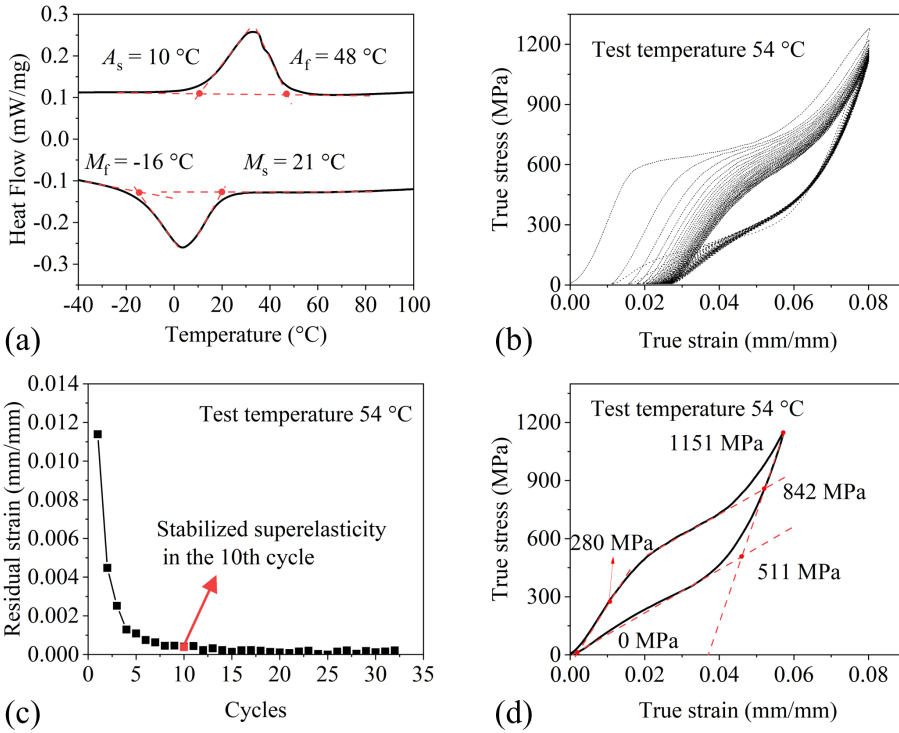 0.3
0.2
0.1
0.0
-0.1
-0.2
-0.3
Heat Flow (mW/mg)
A_s = 10 °C
A_f = 48 °C
M_f = -16 °C
M_s = 21 °C
-40 -20 0 20 40 60 80 100
Temperature (°C)
(a)
1200
900
600
300
0
True stress (MPa)
Test temperature 54 °C
0.00 0.02 0.04 0.06 0.08
True strain (mm/mm)
(b)
0.014
0.012
0.010
0.008
0.006
0.004
0.002
0.000
Residual strain (mm/mm)
Test temperature 54 °C
Stabilized superelasticity
in the 10th cycle
0 5 10 15 20 25 30 35
Cycles
(c)
1200
900
600
300
0
True stress (MPa)
Test temperature 54 °C
1151 MPa
842 MPa
280 MPa
511 MPa
0 MPa
0.00 0.02 0.04 0.06 0.08
True strain (mm/mm)
(d)